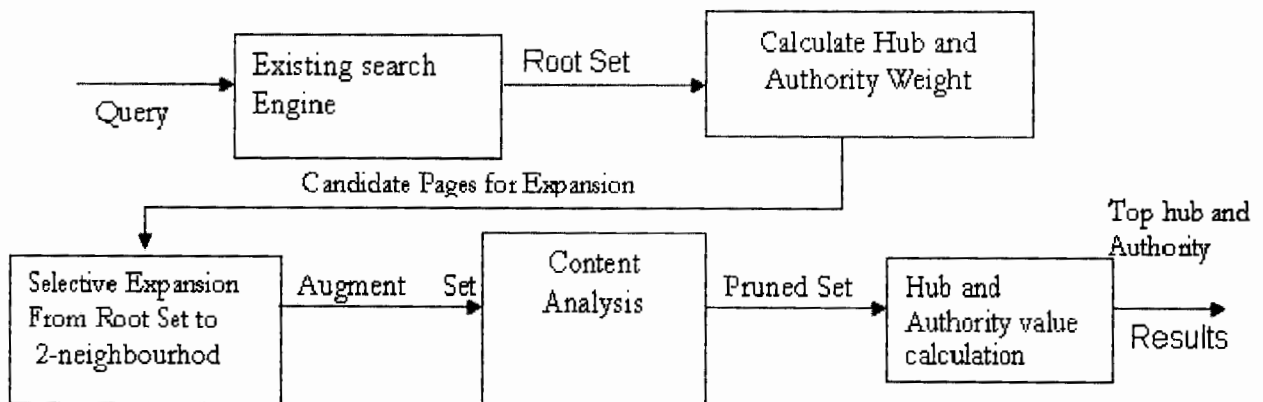 Query
Existing search
Engine
Root Set
Calculate Hub and
Authority Weight
Candidate Pages for Expansion
Selective Expansion
From Root Set to
2-neighbourhod
Augment Set
Content
Analysis
Pruned Set
Hub and
Authority value
calculation
Top hub and
Authority
Results